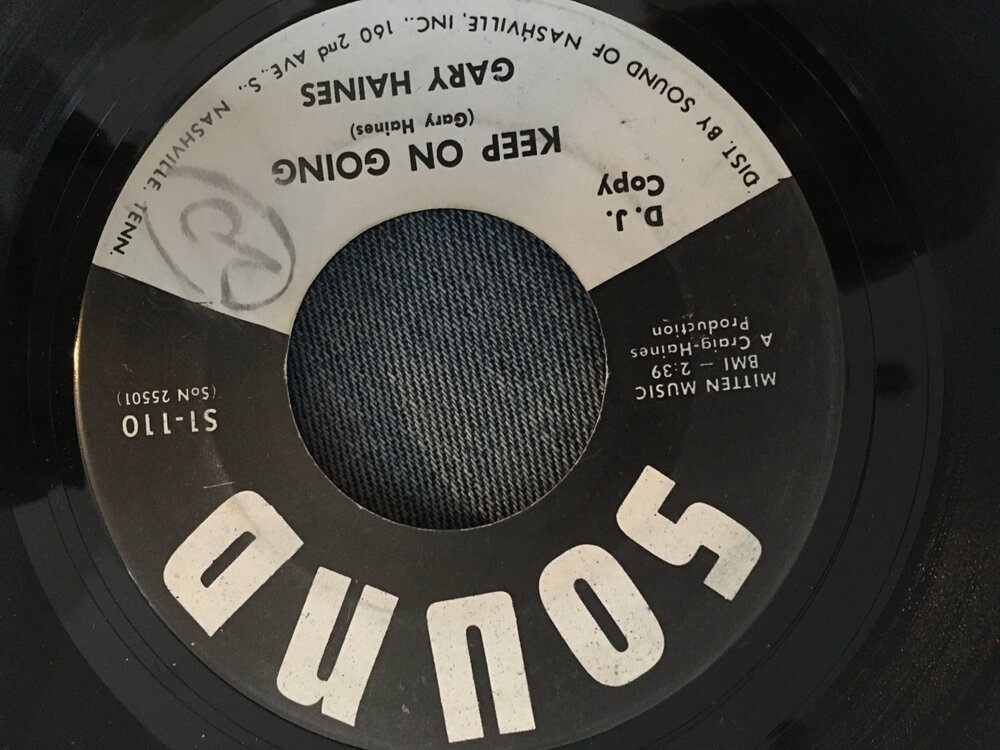 SOUND
MITTEN MUSIC
BMI — 2:39
A Craig-Haines
Production
S1-110
(SoN 25501)
D.J.
Copy
KEEP ON GOING
(Gary Haines)
GARY HAINES
DIST. BY SOUND OF NASHVILLE, INC., 160 2nd AVE., S., NASHVILLE, TENN.